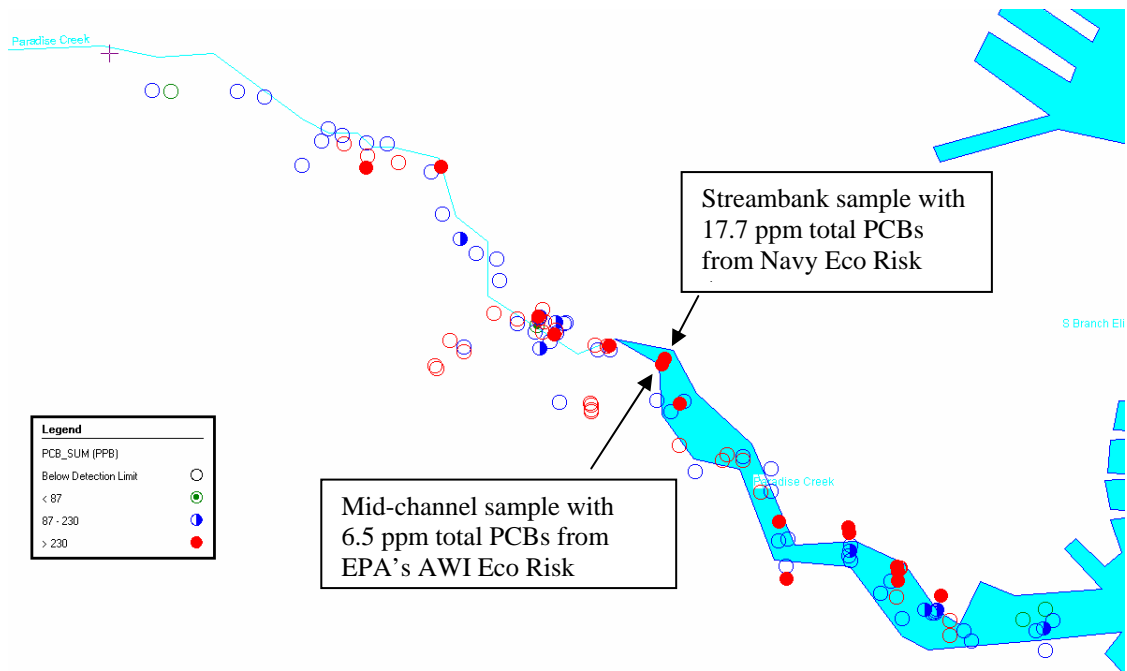 Paradise Creek
Streambank sample with
17.7 ppm total PCBs
from Navy Eco Risk
S Branch Eli
Legend
PCB_SUM (PPB)
Below Detection Limit
< 87
87 - 230
> 230
Paradise Creek
Mid-channel sample with
6.5 ppm total PCBs from
EPA's AWI Eco Risk